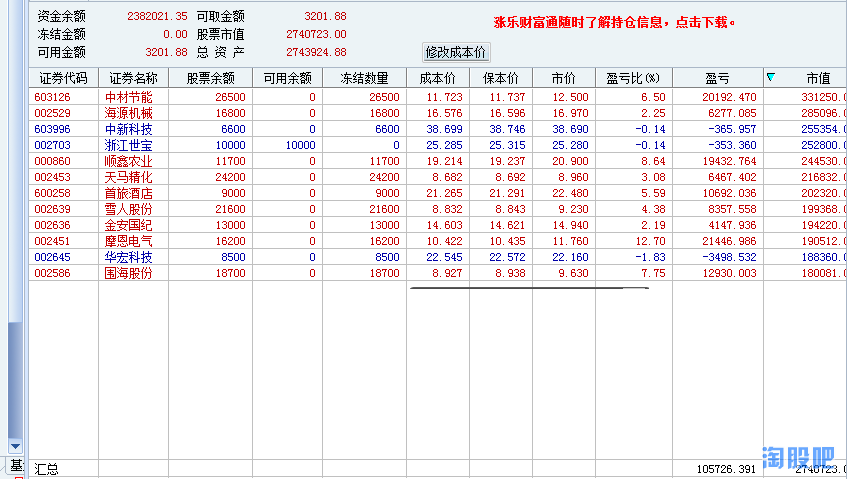 资金余额 2382021.35 可取金额 3201.88
涨乐财富通随时了解持仓信息，点击下载。
冻结金额 0.00 股票市值 2740723.00
可用金额 3201.88 总 资 产 2743924.88 修改成本价
证券代码 证券名称 股票余额 可用余额 冻结数量 成本价 保本价 市价 盈亏比(%) 盈亏 市值
603126 中材节能 26500 0 26500 11.723 11.737 12.500 6.50 20192.470 331250.0
002529 海源机械 16800 0 16800 16.576 16.596 16.970 2.25 6277.085 285096.0
603996 中新科技 6600 0 6600 38.699 38.746 38.690 -0.14 -365.957 255354.0
002703 浙江世宝 10000 10000 0 25.285 25.315 25.280 -0.14 -353.360 252800.0
000860 顺鑫农业 11700 0 11700 19.214 19.237 20.900 8.64 19432.764 244530.0
002453 天马精化 24200 0 24200 8.682 8.692 8.960 3.08 6467.402 216832.0
600258 首旅酒店 9000 0 9000 21.265 21.291 22.480 5.59 10692.036 202320.0
002639 雪人股份 21600 0 21600 8.832 8.843 9.230 4.38 8357.558 199368.0
002636 金安国纪 13000 0 13000 14.603 14.621 14.940 2.19 4147.936 194220.0
002451 摩恩电气 16200 0 16200 10.422 10.435 11.760 12.70 21446.986 190512.0
002645 华宏科技 8500 0 8500 22.545 22.572 22.160 -1.83 -3498.532 188360.0
002586 围海股份 18700 0 18700 8.927 8.938 9.630 7.75 12930.003 180081.0
淘股吧
基
汇总 105726.391 2740723.0